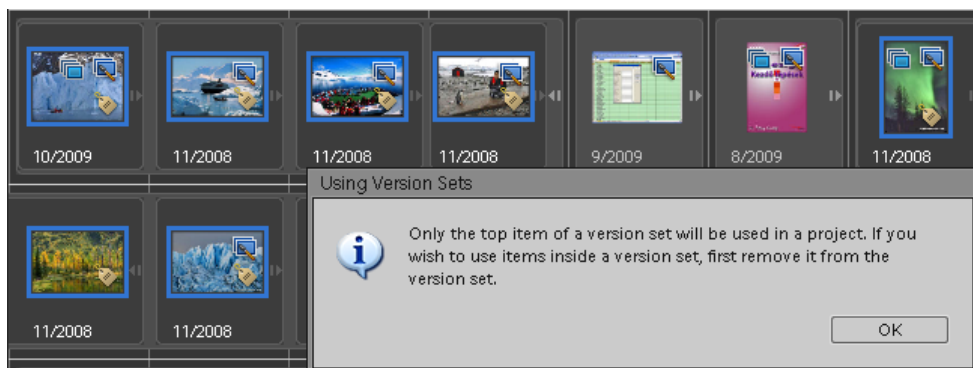 Kezdő lépések
10/2009
11/2008
11/2008
11/2008
9/2009
8/2009
11/2008
Using Version Sets
Only the top item of a version set will be used in a project. If you
wish to use items inside a version set, first remove it from the
version set.
OK
11/2008
11/2008